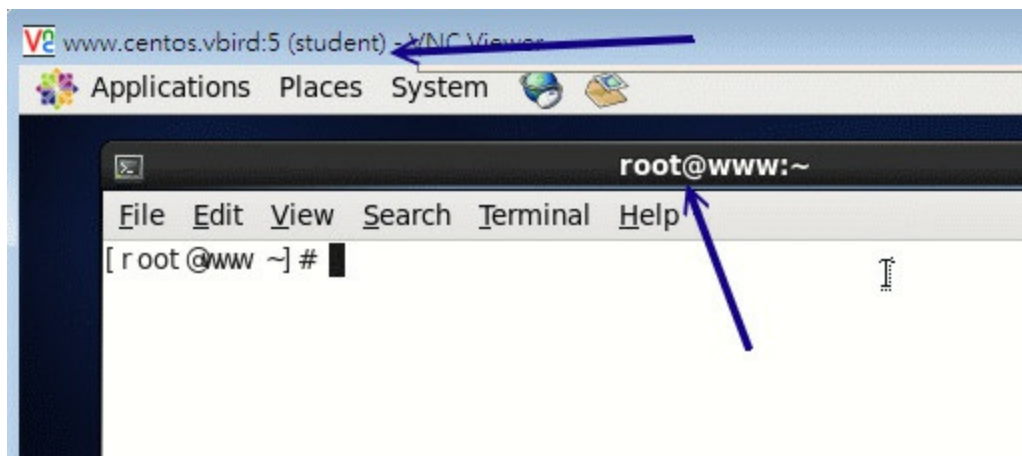 www.centos.vbird:5 (student) - VNC Viewer
Applications Places System
root@www:~
File Edit View Search Terminal Help
[root@www ~]#